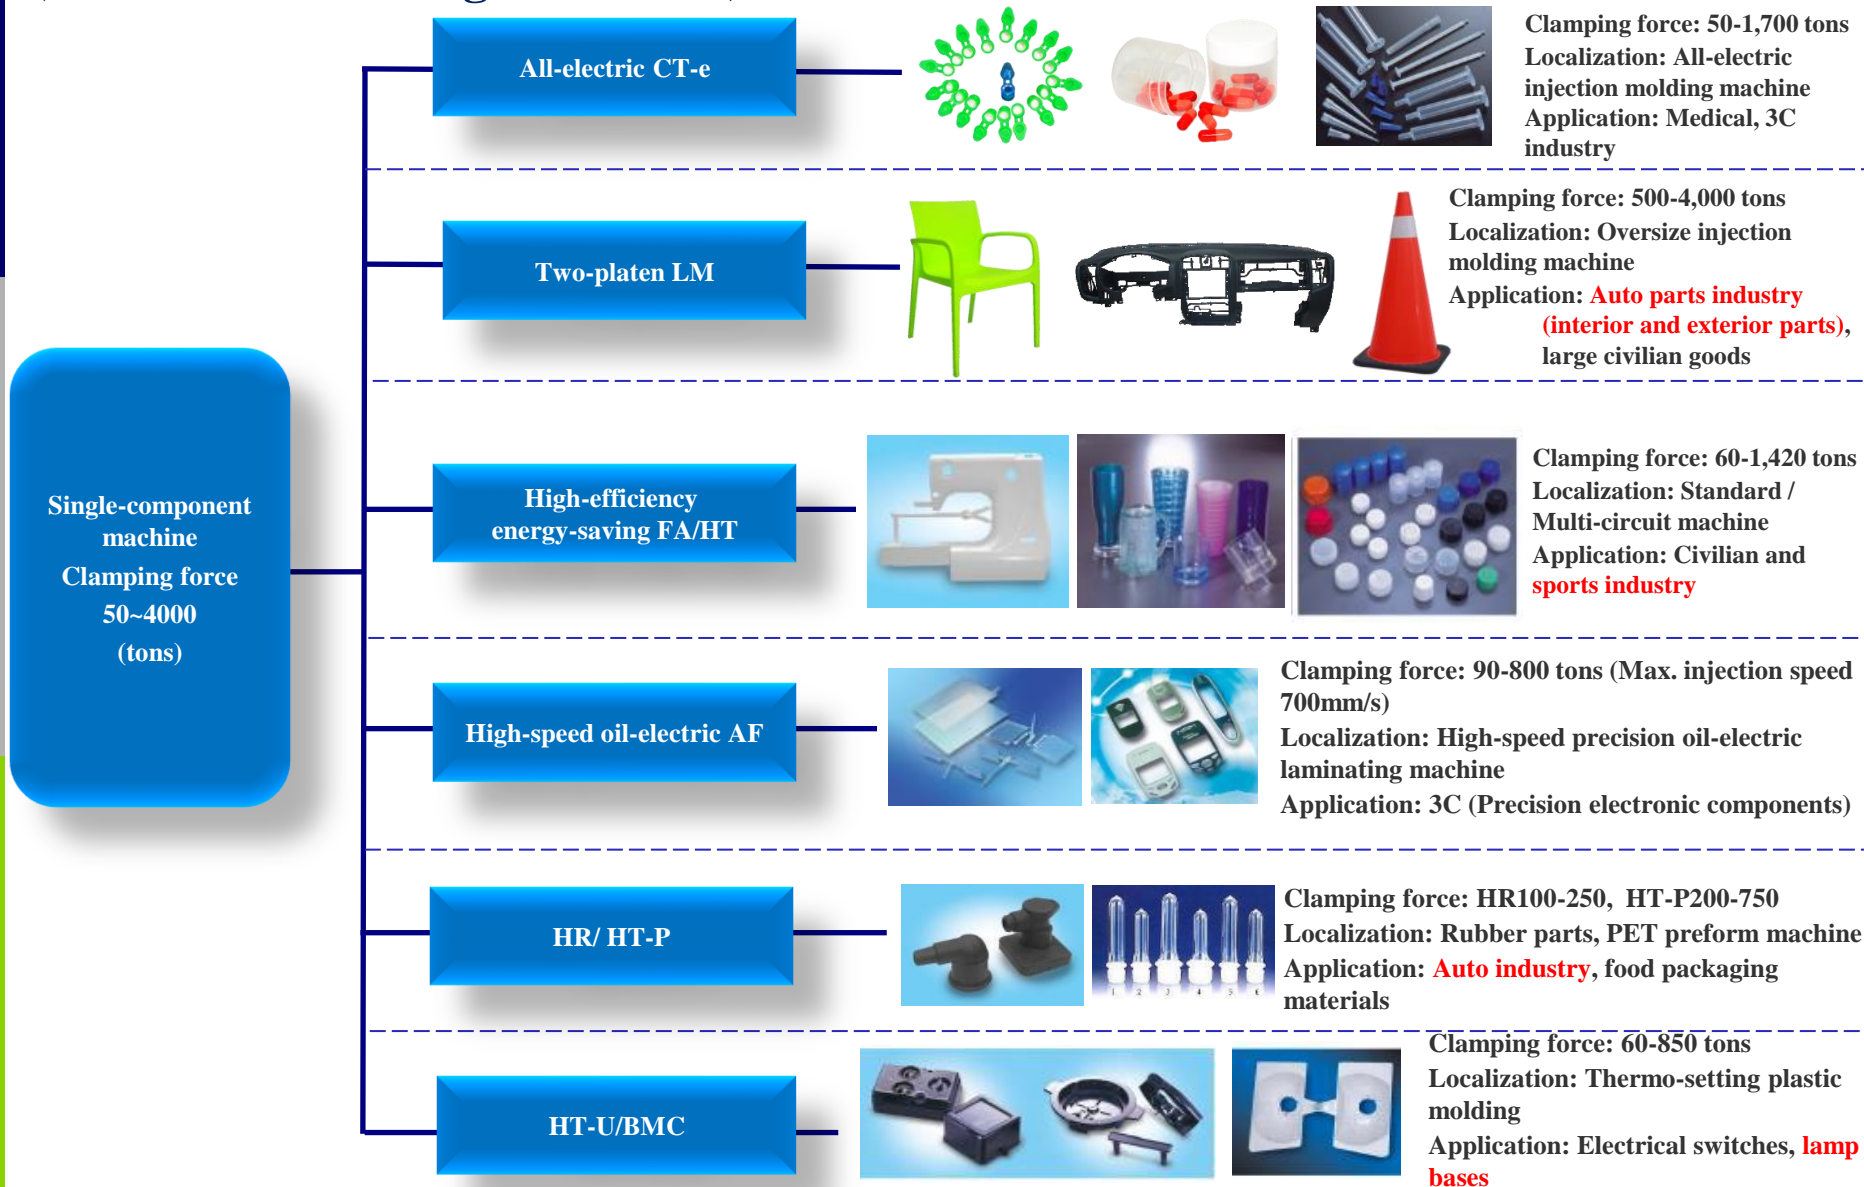 All-electric CT-e
Clamping force: 50-1,700 tons
Localization: All-electric
injection molding machine
Application: Medical, 3C
industry
Two-platen LM
Clamping force: 500-4,000 tons
Localization: Oversize injection
molding machine
Application: Auto parts industry
(interior and exterior parts),
large civilian goods
Single-component
machine
Clamping force
50~4000
(tons)
High-efficiency
energy-saving FA/HT
Clamping force: 60-1,420 tons
Localization: Standard /
Multi-circuit machine
Application: Civilian and
sports industry
High-speed oil-electric AF
Clamping force: 90-800 tons (Max. injection speed
700mm/s)
Localization: High-speed precision oil-electric
laminating machine
Application: 3C (Precision electronic components)
HR/ HT-P
1 2 3 4 5 6
Clamping force: HR100-250, HT-P200-750
Localization: Rubber parts, PET preform machine
Application: Auto industry, food packaging
materials
HT-U/BMC
Clamping force: 60-850 tons
Localization: Thermo-setting plastic
molding
Application: Electrical switches, lamp
bases